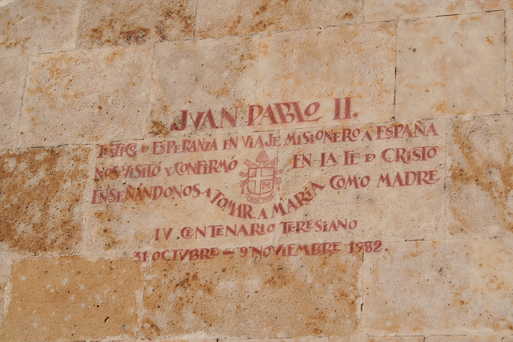 JVAN PABLO II.
TESTIGO DE ESPERANZA EN VIAJE MISIONERO A ESPAÑA
NOS VISITÓ Y CONFIRMÓ EN LA FE DE CRISTO
ENSEÑÁNDONOS A TOMAR A MARÍA COMO MADRE
IV CENTENARIO TERESIANO
31 OCTVBRE - 9 NOVIEMBRE 1982